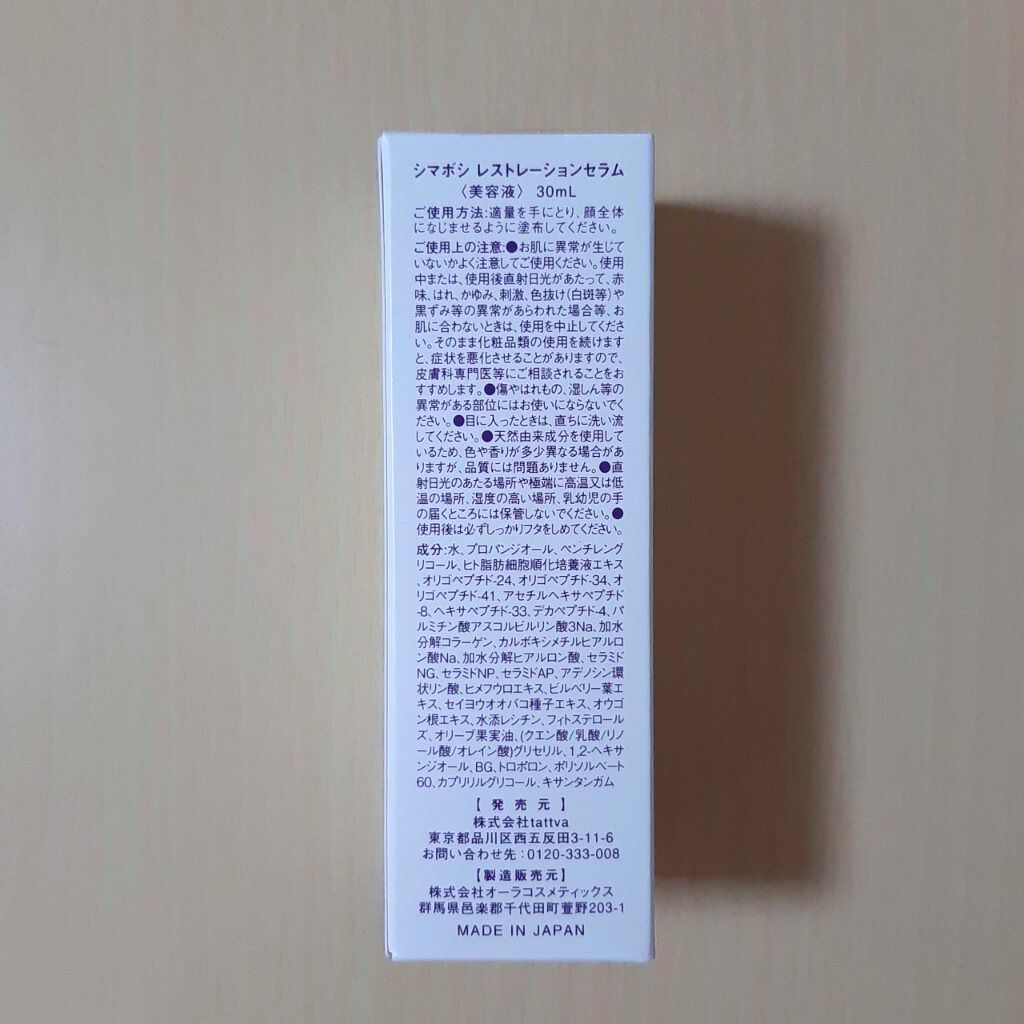 シマボシ レストレーションセラム
〈美容液〉 30mL
ご使用方法:適量を手にとり、顔全体
になじませるように塗布してください。
ご使用上の注意:●お肌に異常が生じて
いないかよく注意してご使用ください。使用
中または、使用後直射日光があたって、赤
味、はれ、かゆみ、刺激、色抜け(白斑等)や
黒ずみ等の異常があらわれた場合等、お
肌に合わないときは、使用を中止してくださ
い。そのまま化粧品類の使用を続けます
と、症状を悪化させることがありますので、
皮膚科専門医等にご相談されることをお
すすめします。●傷やはれもの、湿しん等の
異常がある部位にはお使いにならないでく
ださい。●目に入ったときは、直ちに洗い流
してください。●天然由来成分を使用して
いるため、色や香りが多少異なる場合があ
りますが、品質には問題ありません。●直
射日光のあたる場所や極端に高温又は低
温の場所、湿度の高い場所、乳幼児の手
の届くところには保管しないでください。●
使用後は必ずしっかりフタをしめてください。
成分:水、プロパンジオール、ペンチレング
リコール、ヒト脂肪細胞順化培養液エキス
、オリゴペプチド-24、オリゴペプチド-34、オ
リゴペプチド-41、アセチルヘキサペプチド
-8、ヘキサペプチド-33、デカペプチド-4、パ
ルミチン酸アスコルビルリン酸3Na、加水
分解コラーゲン、カルボキシメチルヒアルロ
ン酸Na、加水分解ヒアルロン酸、セラミド
NG、セラミドNP、セラミドAP、アデノシン環
状リン酸、ヒメフウロエキス、ビルベリー葉エ
キス、セイヨウオオバコ種子エキス、オウゴ
ン根エキス、水添レシチン、フィトステロール
ズ、オリーブ果実油、(クエン酸/乳酸/リノ
ール酸/オレイン酸)グリセリル、1,2-ヘキサ
ンジオール、BG、トロポロン、ポリソルベート
60、カプリリルグリコール、キサンタンガム
【 発 売 元 】
株式会社tattva
東京都品川区西五反田3-11-6
お問い合わせ先:0120-333-008
【製造販売元】
株式会社オーラコスメティックス
群馬県邑楽郡千代田町萱野203-1
MADE IN JAPAN